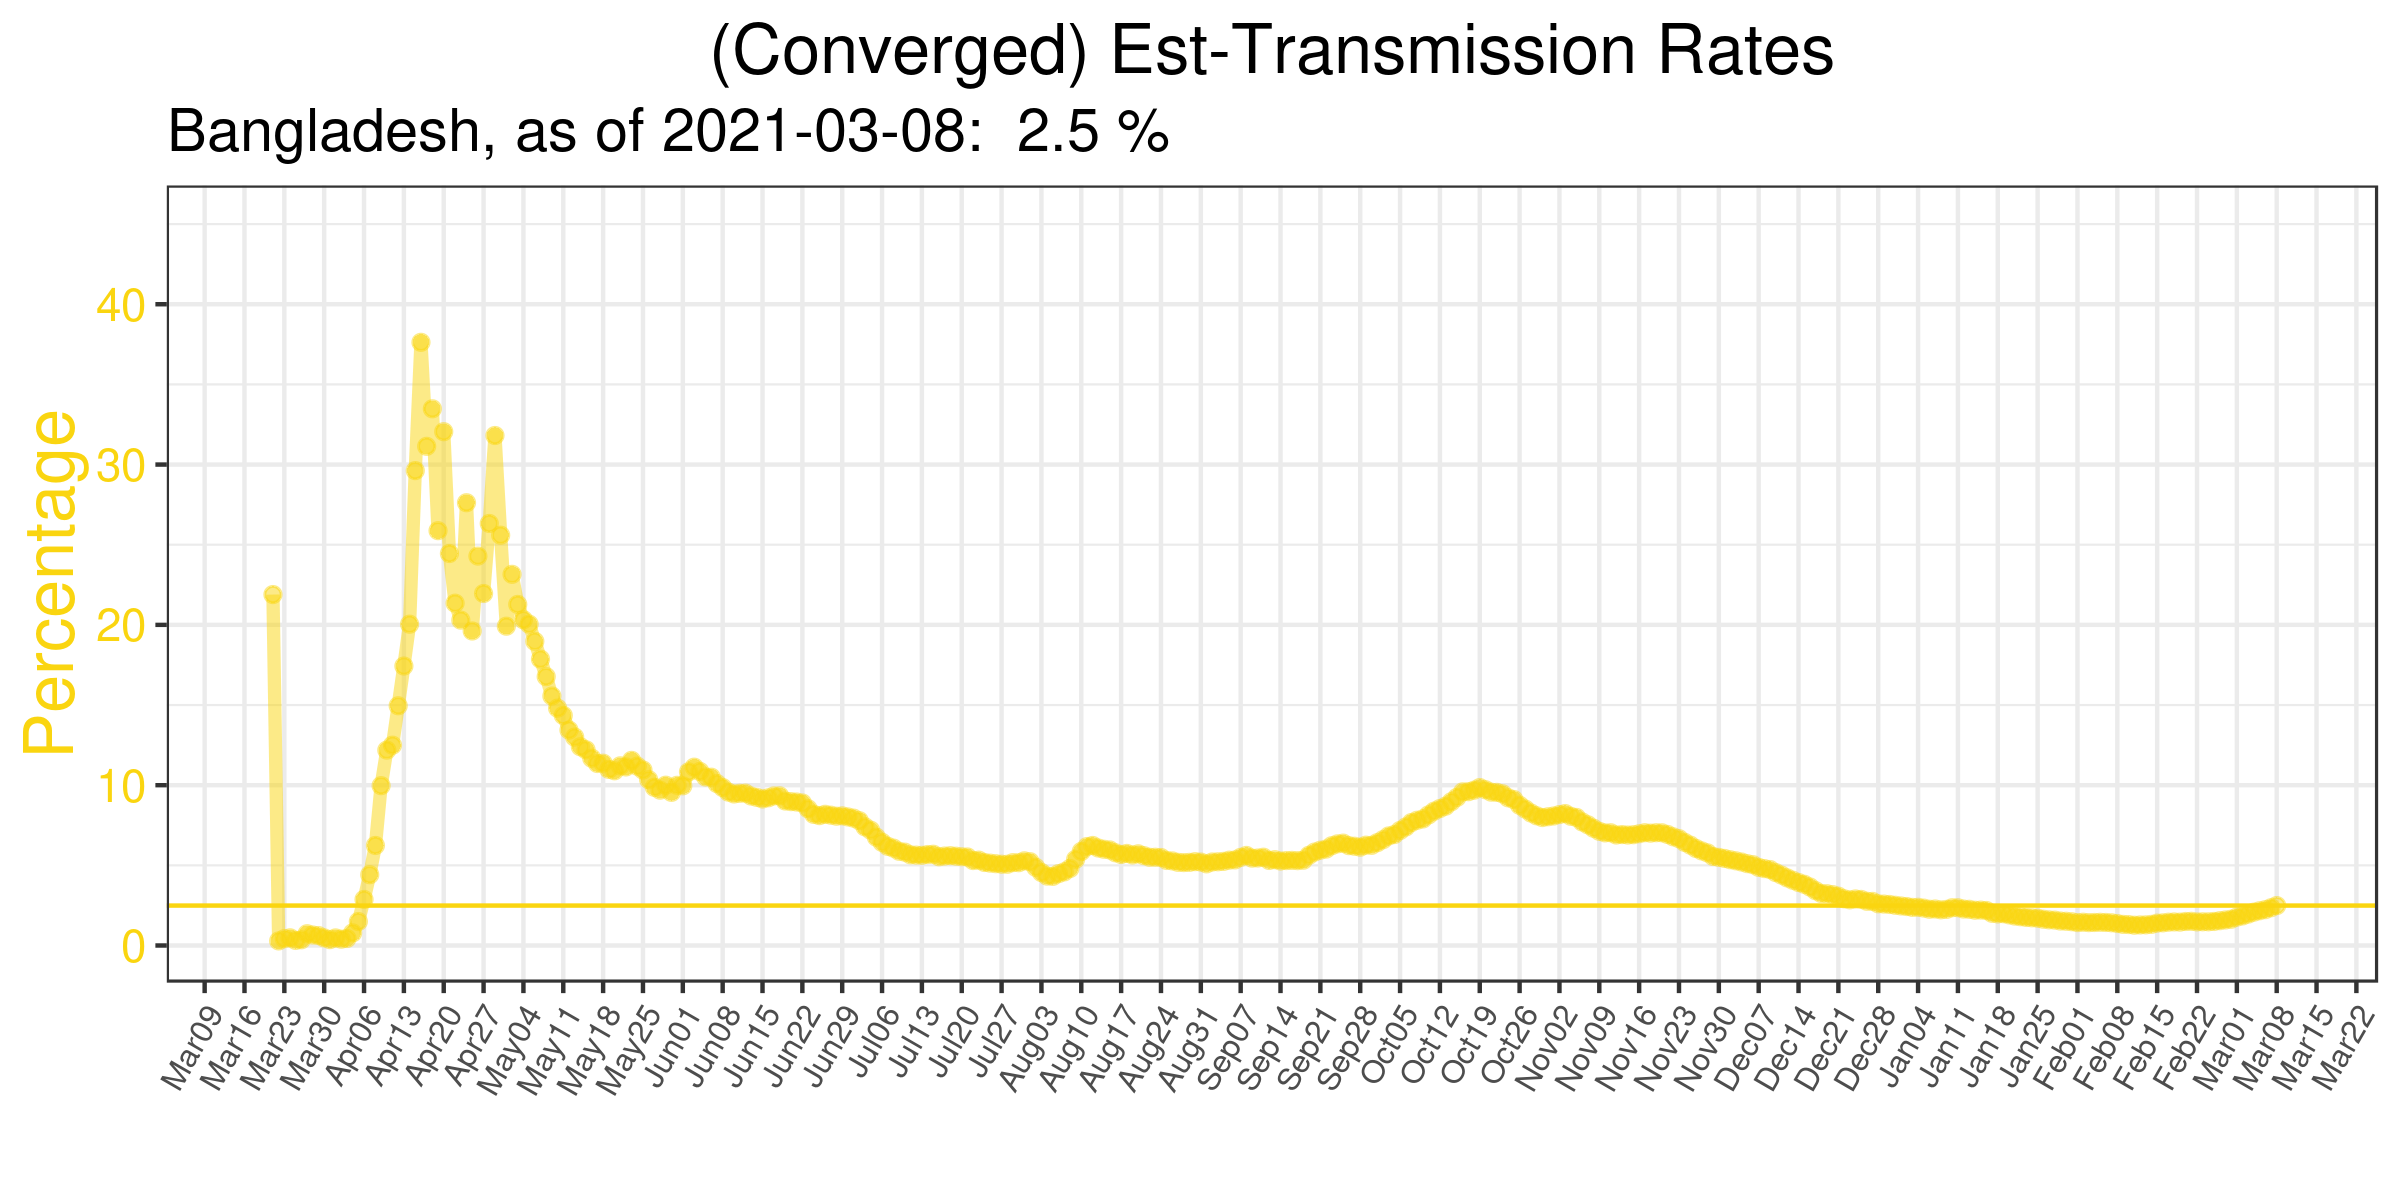 (Converged) Est-Transmission Rates
Bangladesh, as of 2021-03-08:  2.5 %
Percentage
40
30
20
10
0
Mar09
Mar16
Mar23
Mar30
Apr06
Apr13
Apr20
Apr27
May04
May11
May18
May25
Jun01
Jun08
Jun15
Jun22
Jun29
Jul06
Jul13
Jul20
Jul27
Aug03
Aug10
Aug17
Aug24
Aug31
Sep07
Sep14
Sep21
Sep28
Oct05
Oct12
Oct19
Oct26
Nov02
Nov09
Nov16
Nov23
Nov30
Dec07
Dec14
Dec21
Dec28
Jan04
Jan11
Jan18
Jan25
Feb01
Feb08
Feb15
Feb22
Mar01
Mar08
Mar15
Mar22